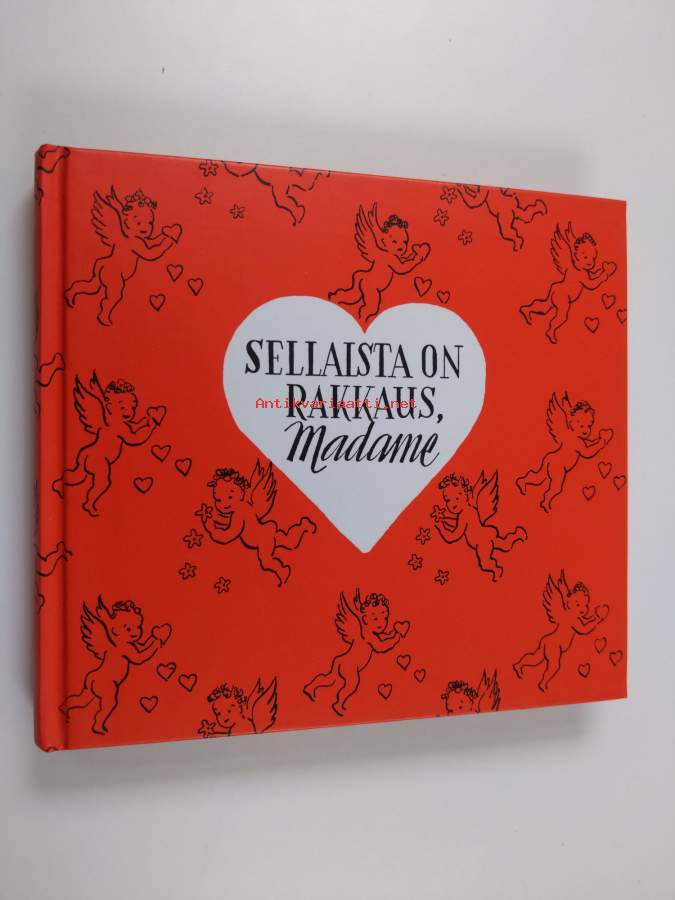 SELLAISTA ON
RAKKAUS,
Antikvariaatti.net
Madame